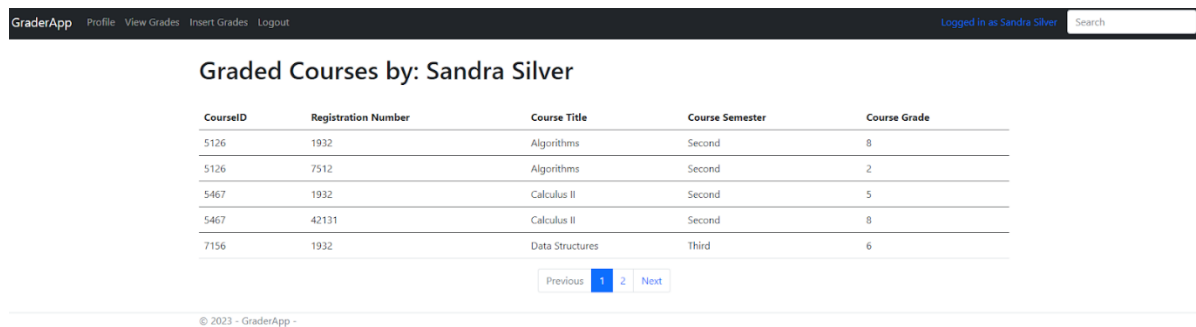 GraderApp Profile View Grades Insert Grades Logout Logged in as Sandra Silver Search
Graded Courses by: Sandra Silver
CourseID Registration Number Course Title Course Semester Course Grade
5126 1932 Algorithms Second 8
5126 7512 Algorithms Second 2
5467 1932 Calculus II Second 5
5467 42131 Calculus II Second 8
7156 1932 Data Structures Third 6
Previous 1 2 Next
© 2023 - GraderApp -